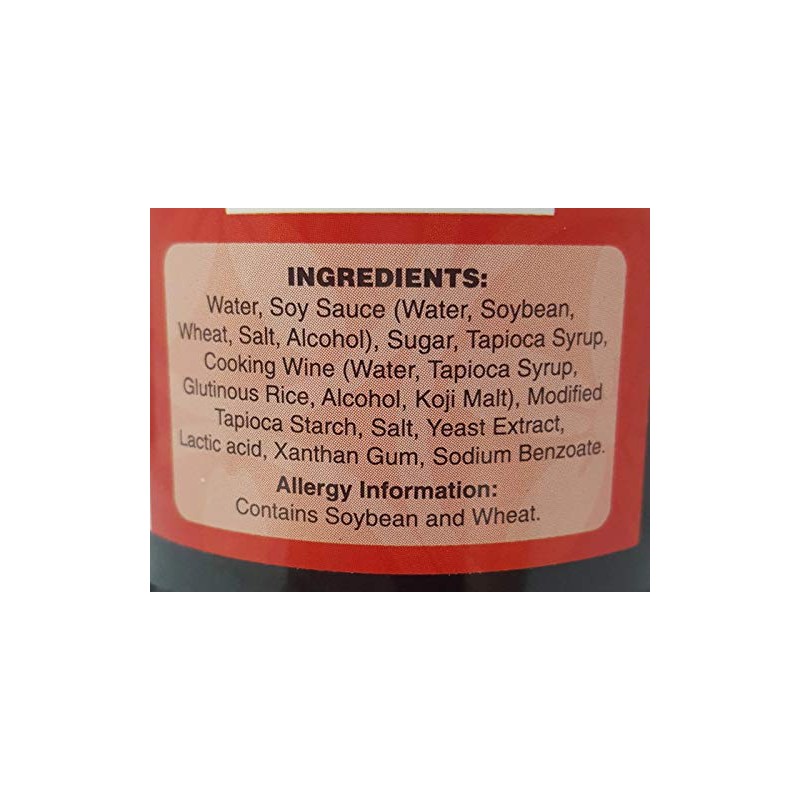 INGREDIENTS:
Water, Soy Sauce (Water, Soybean,
Wheat, Salt, Alcohol), Sugar, Tapioca Syrup,
Cooking Wine (Water, Tapioca Syrup,
Glutinous Rice, Alcohol, Koji Malt), Modified
Tapioca Starch, Salt, Yeast Extract,
Lactic acid, Xanthan Gum, Sodium Benzoate.
Allergy Information:
Contains Soybean and Wheat.